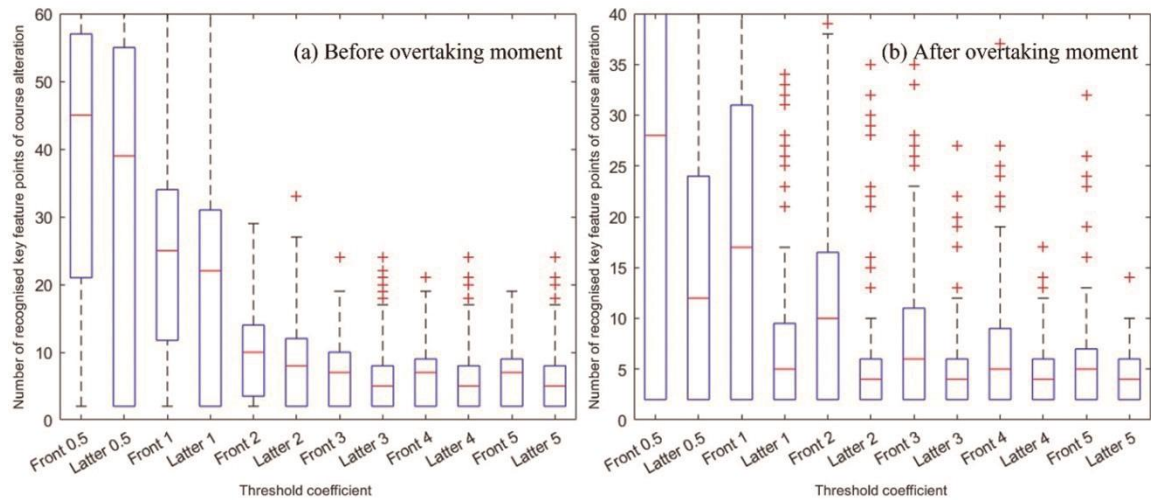 (a) Before overtaking moment
Number of recognised key feature points of course alteration
60
50
40
30
20
10
0
Front 0.5
Latter 0.5
Front 1
Latter 1
Front 2
Latter 2
Front 3
Latter 3
Front 4
Latter 4
Front 5
Latter 5
Threshold coefficient
(b) After overtaking moment
Number of recognised key feature points of course alteration
40
35
30
25
20
15
10
5
0
Front 0.5
Latter 0.5
Front 1
Latter 1
Front 2
Latter 2
Front 3
Latter 3
Front 4
Latter 4
Front 5
Latter 5
Threshold coefficient